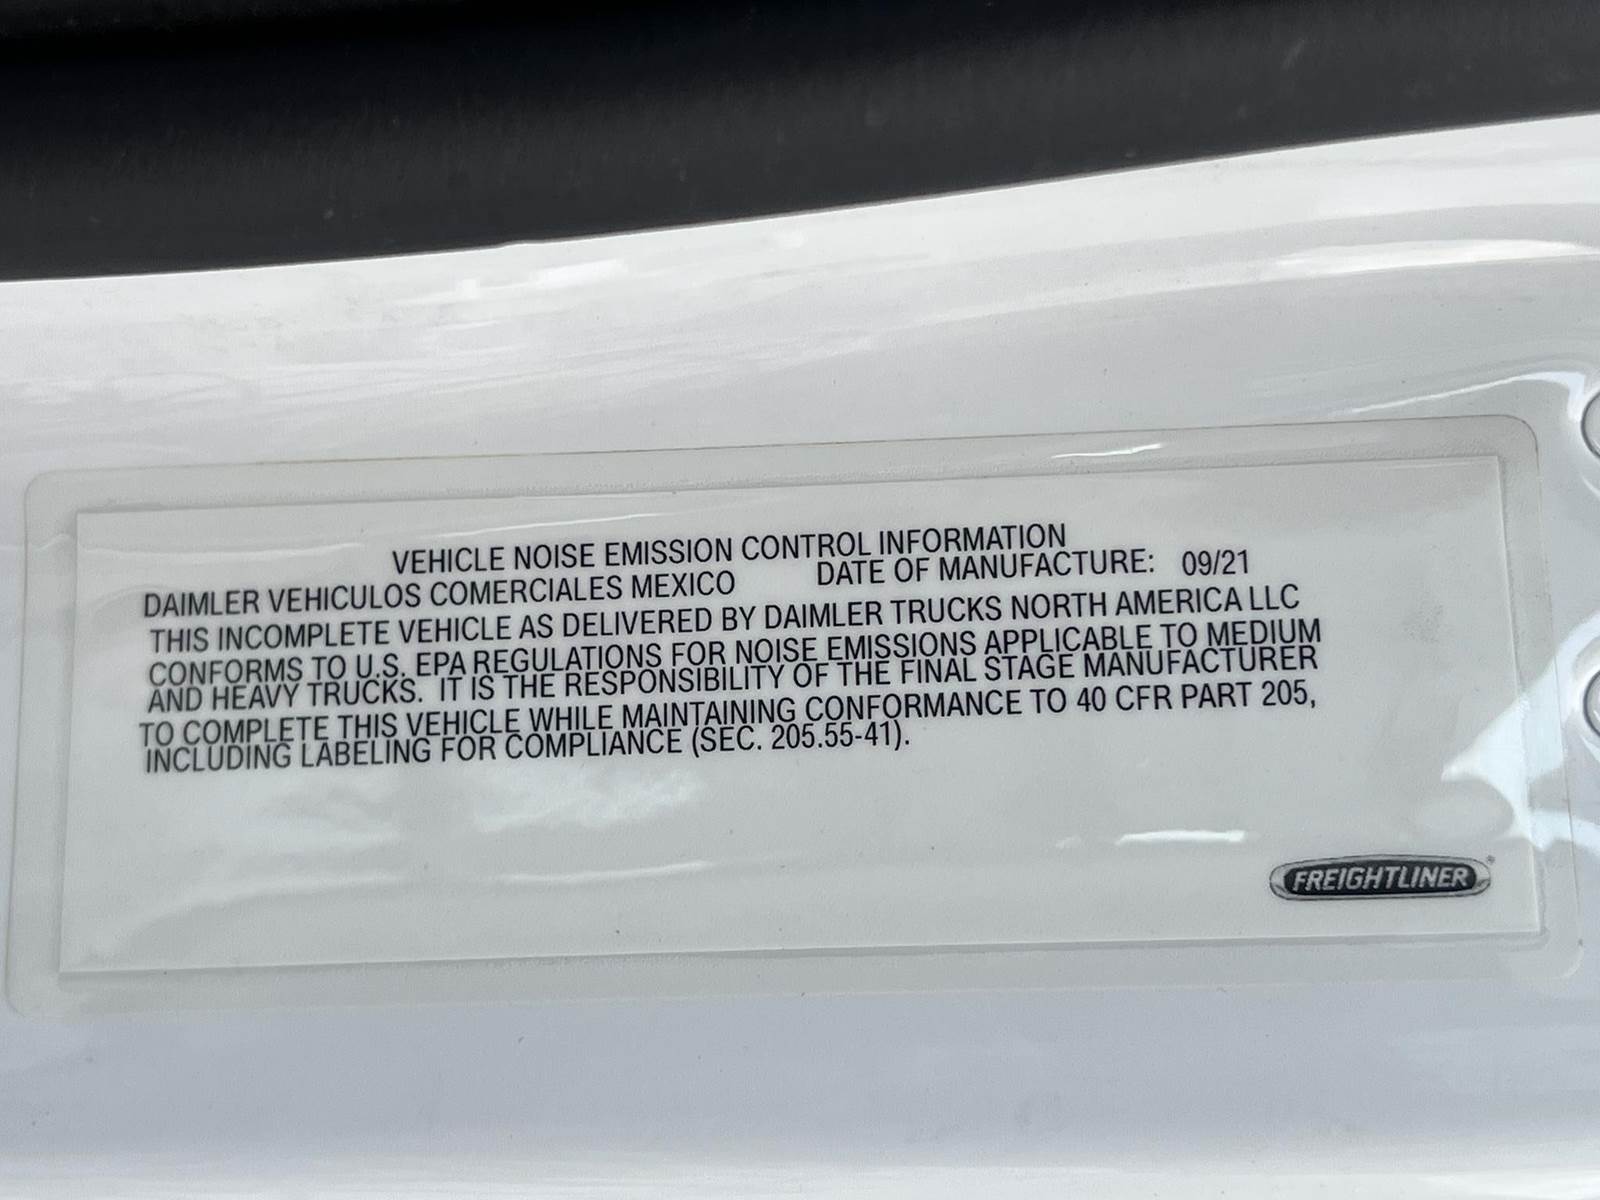 VEHICLE NOISE EMISSION CONTROL INFORMATION
DAIMLER VEHICULOS COMERCIALES MEXICO DATE OF MANUFACTURE: 09/21
THIS INCOMPLETE VEHICLE AS DELIVERED BY DAIMLER TRUCKS NORTH AMERICA LLC
CONFORMS TO U.S. EPA REGULATIONS FOR NOISE EMISSIONS APPLICABLE TO MEDIUM
AND HEAVY TRUCKS. IT IS THE RESPONSIBILITY OF THE FINAL STAGE MANUFACTURER
TO COMPLETE THIS VEHICLE WHILE MAINTAINING CONFORMANCE TO 40 CFR PART 205,
INCLUDING LABELING FOR COMPLIANCE (SEC. 205.55-41).
FREIGHTLINER®